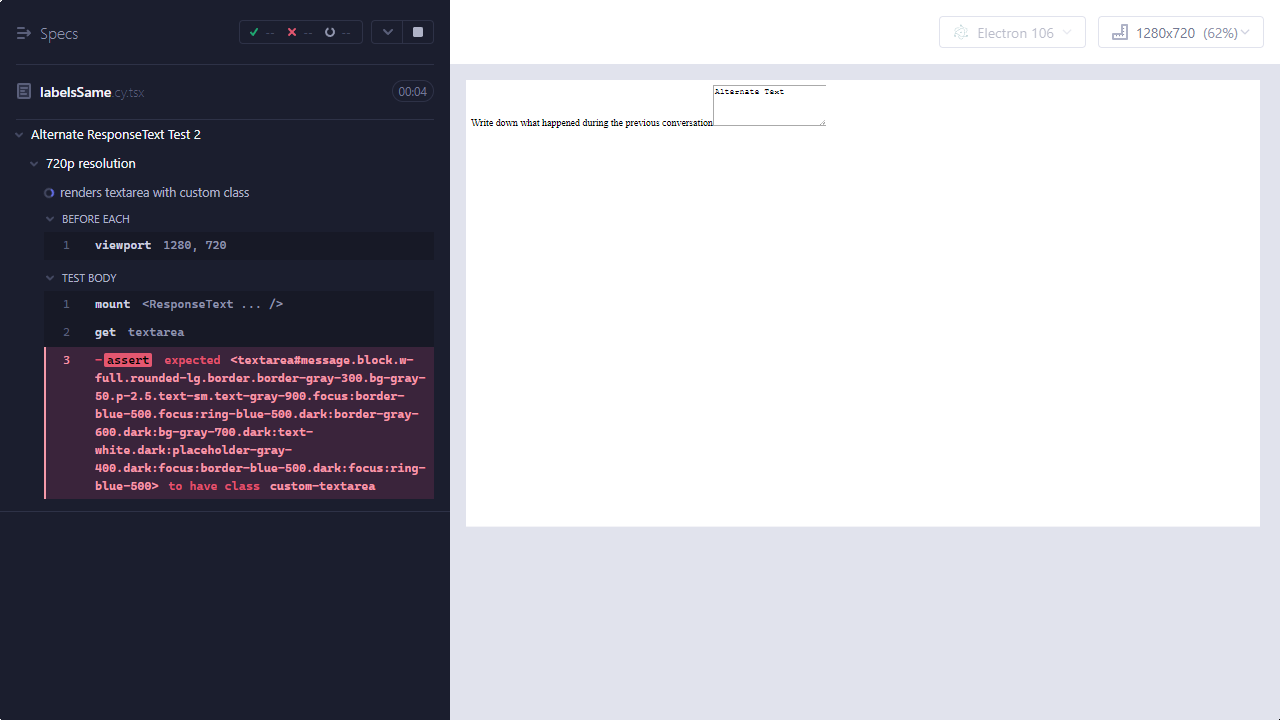 Specs
-- -- --
Electron 106
1280x720 (62%)
labelsSame.cy.tsx
00:04
Alternate ResponseText Test 2
720p resolution
renders textarea with custom class
BEFORE EACH
1 viewport 1280, 720
TEST BODY
1 mount <ResponseText ... />
2 get textarea
3 -assert expected <textarea#message.block.w-
full.rounded-lg.border.border-gray-300.bg-gray-
50.p-2.5.text-sm.text-gray-900.focus:border-
blue-500.focus:ring-blue-500.dark:border-gray-
600.dark:bg-gray-700.dark:text-
white.dark:placeholder-gray-
400.dark:focus:border-blue-500.dark:focus:ring-
blue-500> to have class custom-textarea
Alternate Text
Write down what happened during the previous conversation